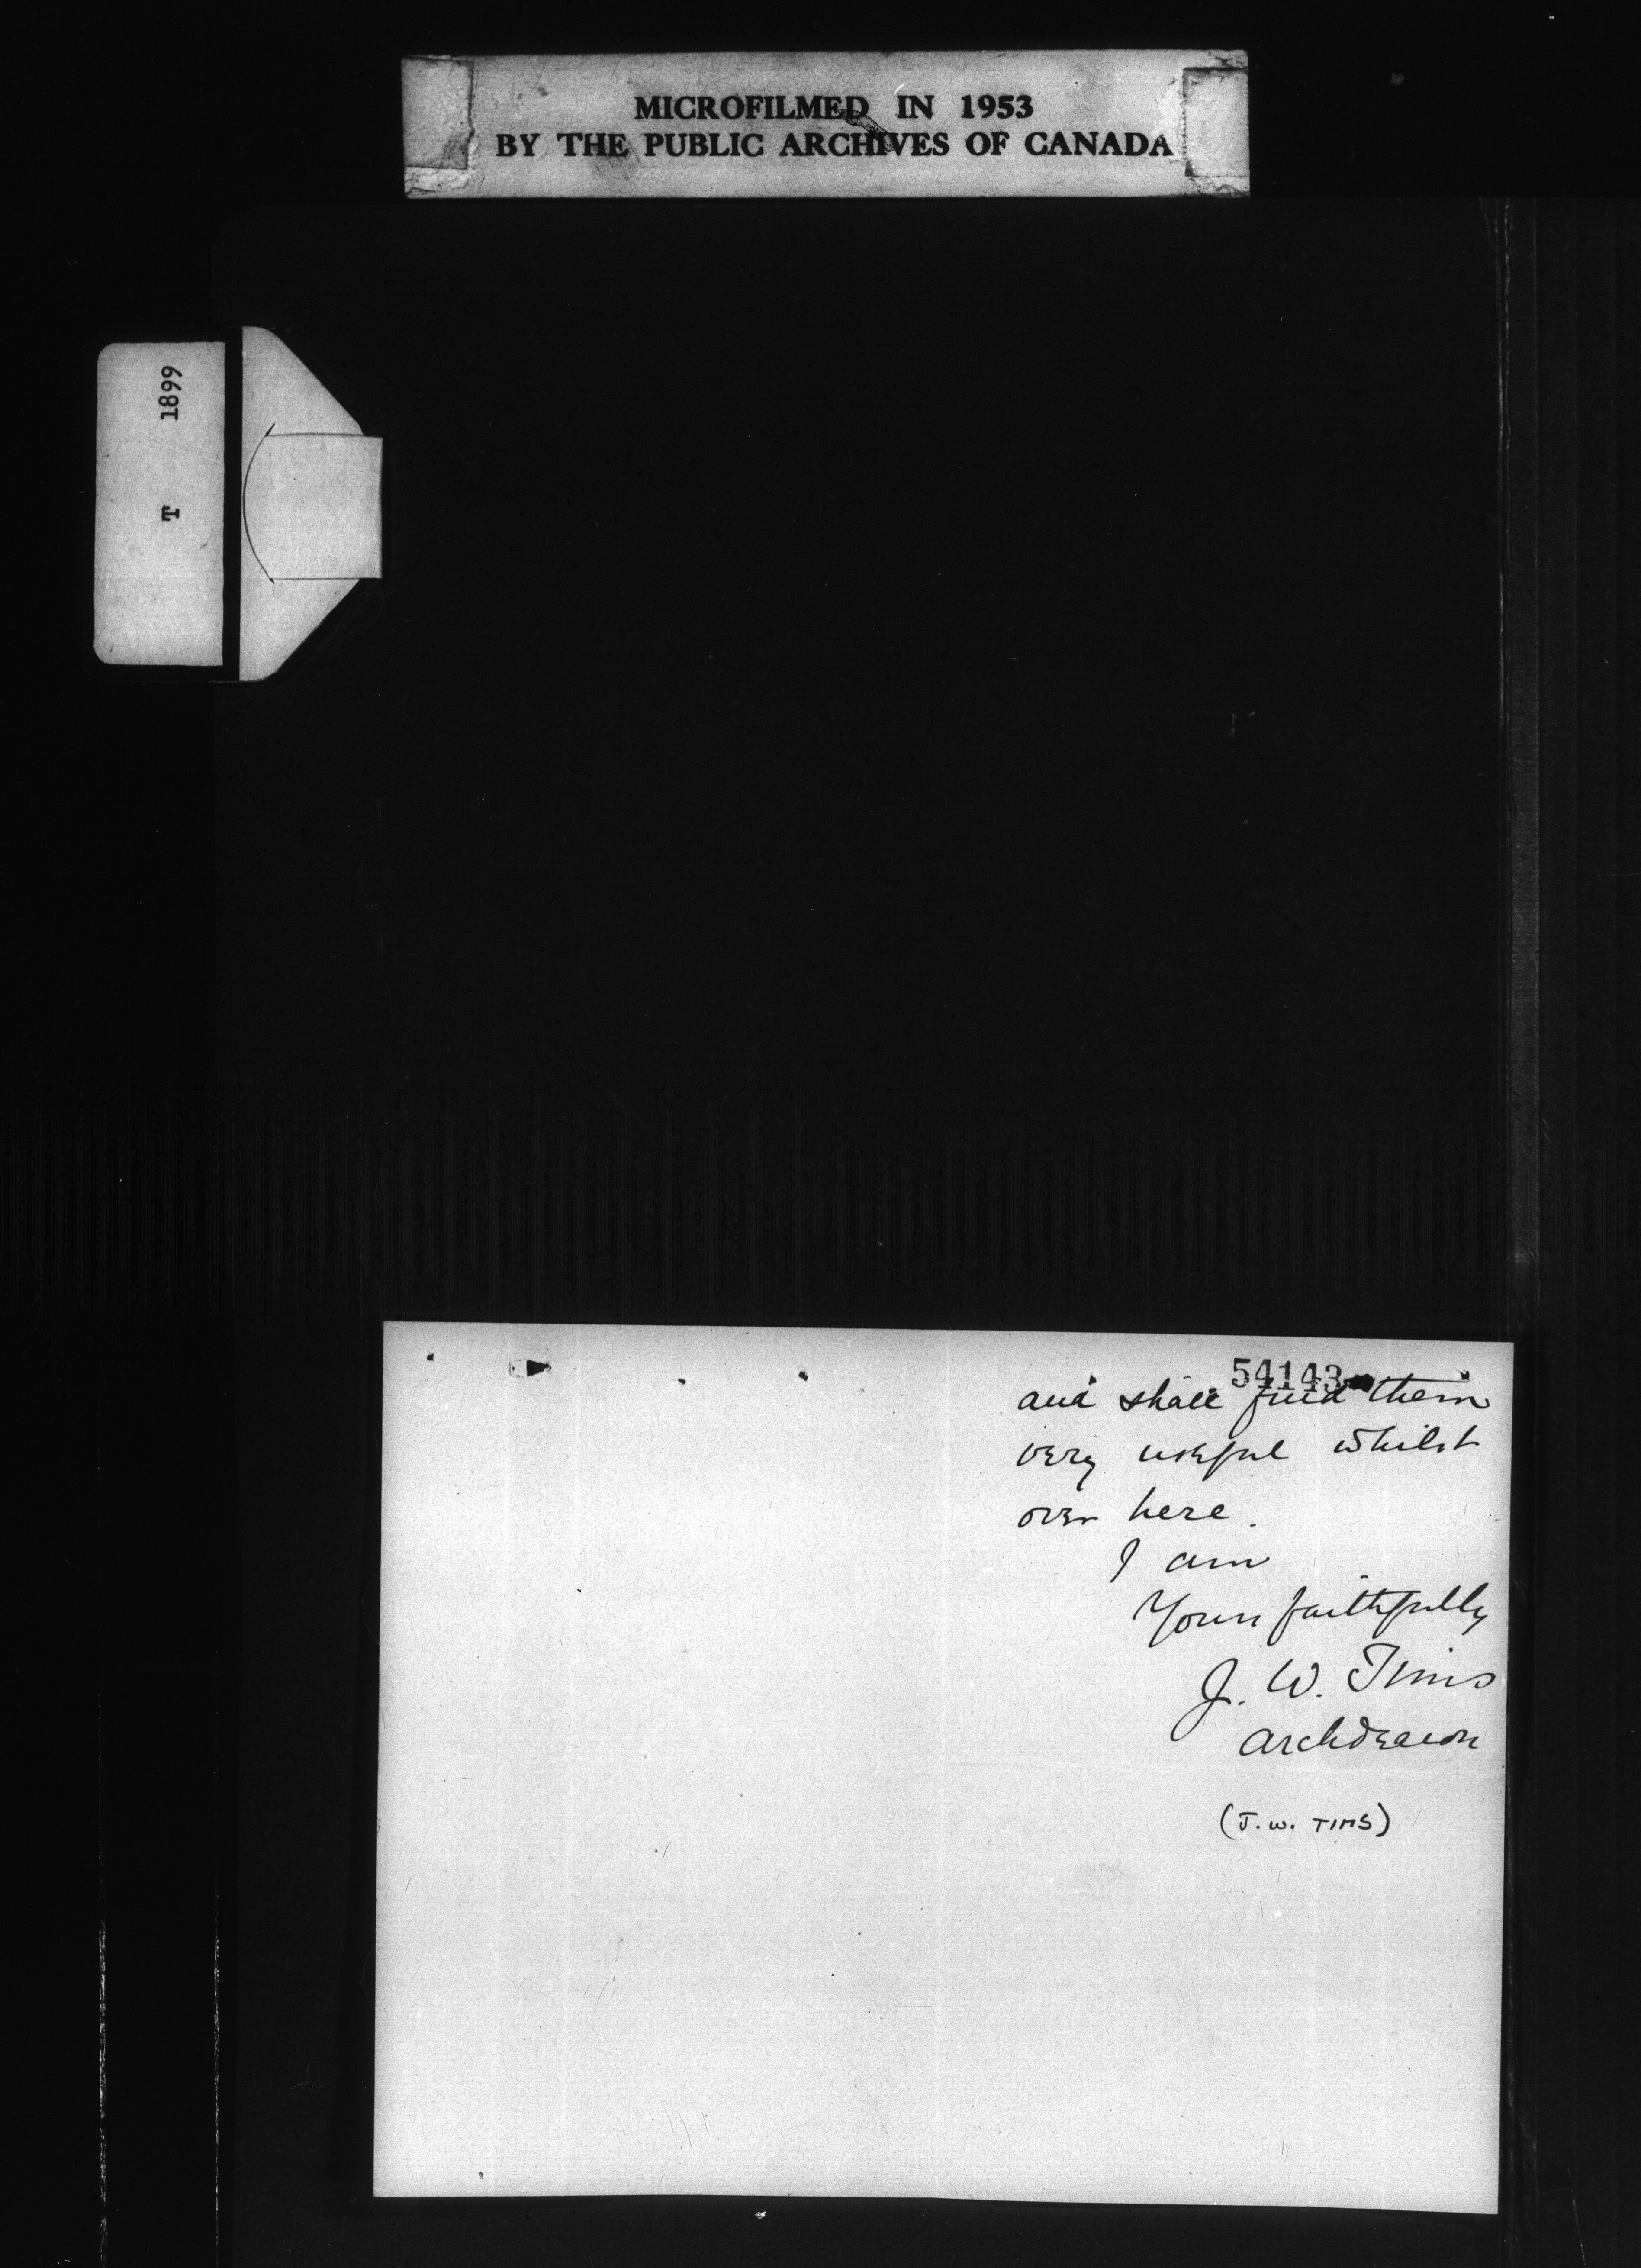 MICROFILMED IN 1953
BY THE PUBLIC ARCHIVES OF CANADA
T 1899
54143
and shall find them
very useful whilst
over here.
I am
Yours faithfully
J. W. Tims
Archdeacon
(J.W. TIMS)